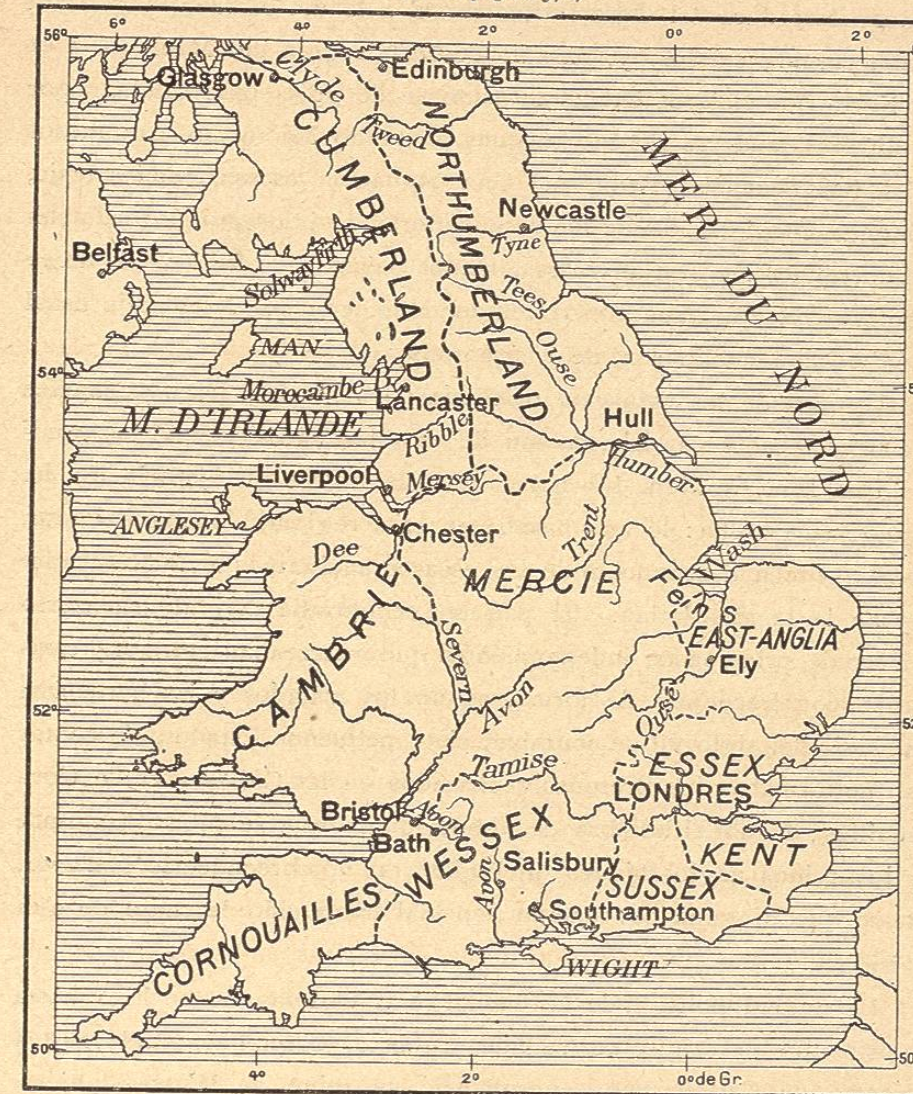 6° 2° 0° 2
56°
Glasgow
Clyde
Edinburgh
Tweed
CUMBERLAND
NORTHUMBERLAND
MER DU NORD
Newcastle
Tyne
Belfast
Solway Firth
Tees
Ouse
MAN
54°
Morocambe B.
Lancaster
M. D'IRLANDE
Ribble
Hull
Humber
Liverpool
Mersey
ANGLESEY
Chester
Dee
Trent
Wash
MERCIE
Fens
CAMBRIE
Severn
EAST-ANGLIA
Ely
52°
Avon
Ouse
Tamise
ESSEX
LONDRES
Bristol
Avon
Bath
WESSEX
KENT
Salisbury
Avon
SUSSEX
Southampton
CORNOUAILLES
WIGHT
50°
50
4° 2° 0° de Gr.